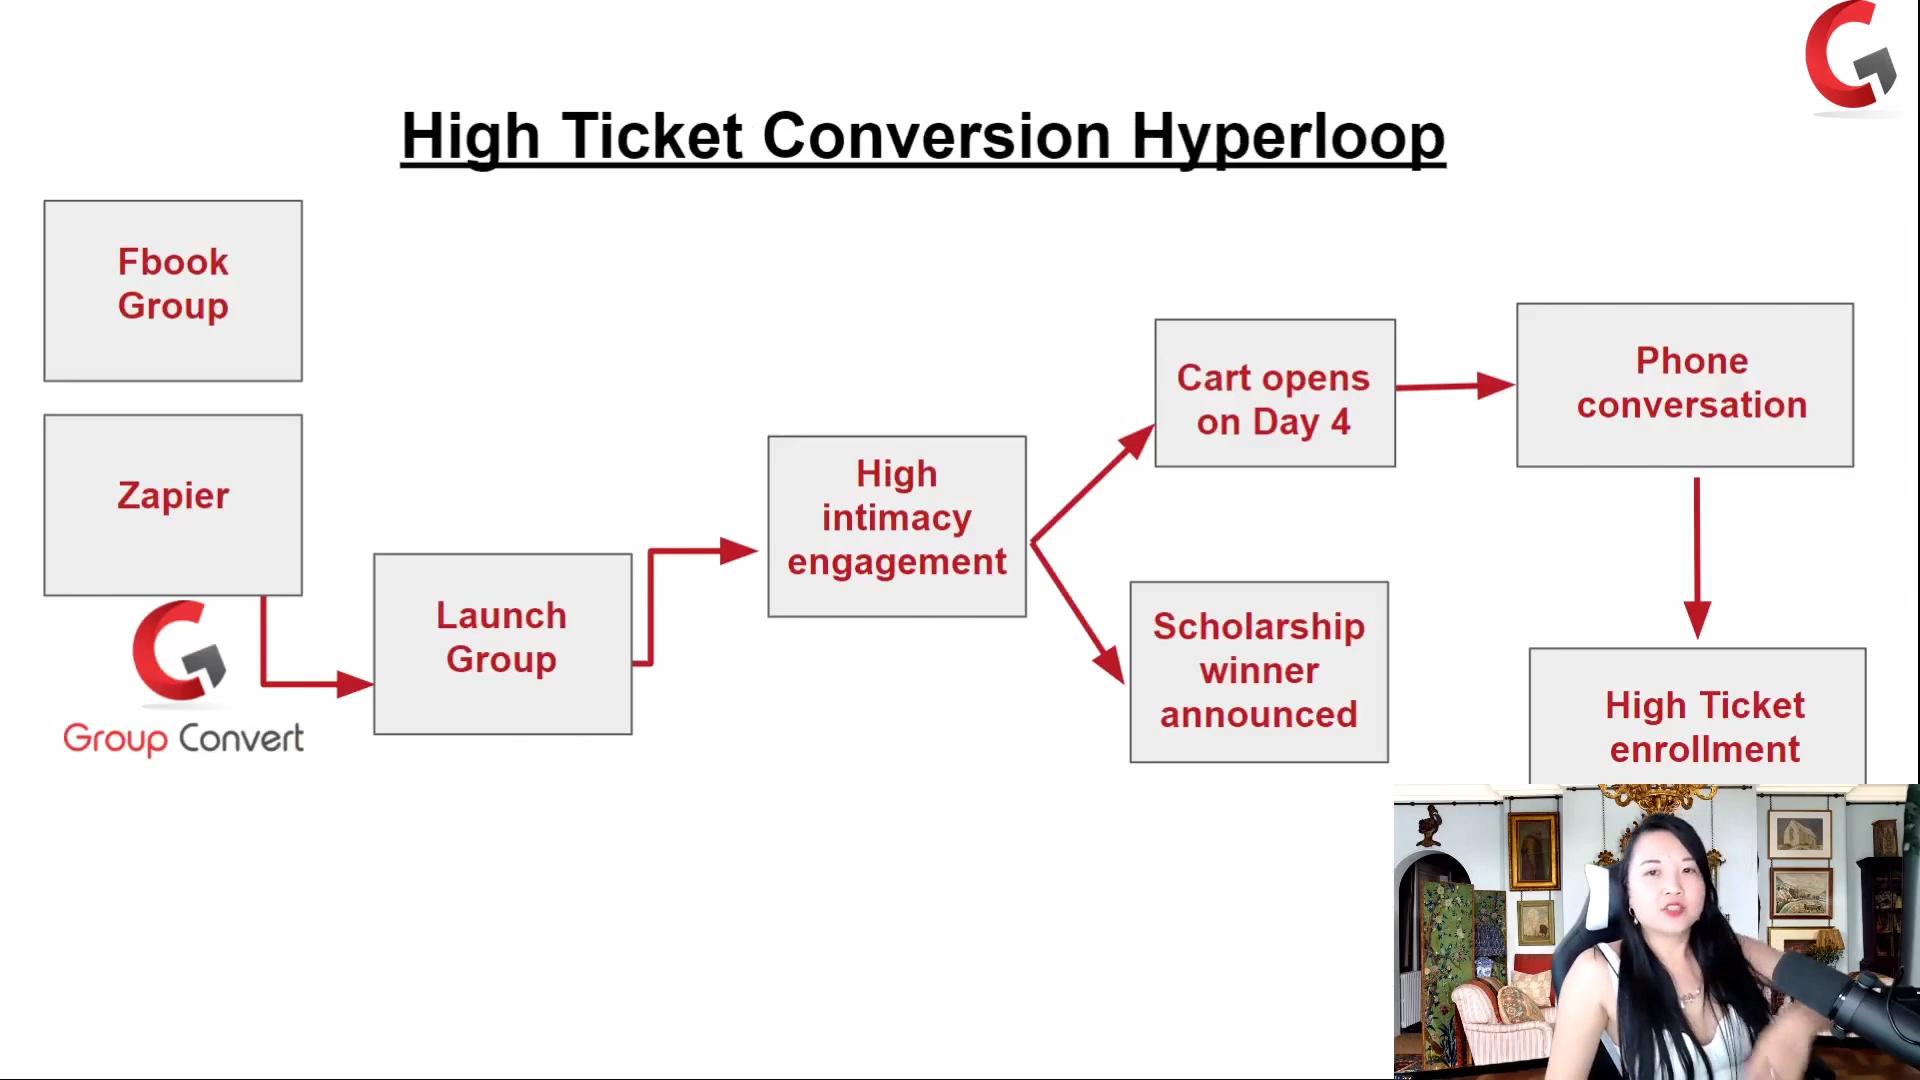 High Ticket Conversion Hyperloop
Fbook
Group
Zapier
Group Convert
Launch
Group
High
intimacy
engagement
Cart opens
on Day 4
Scholarship
winner
announced
Phone
conversation
High Ticket
enrollment